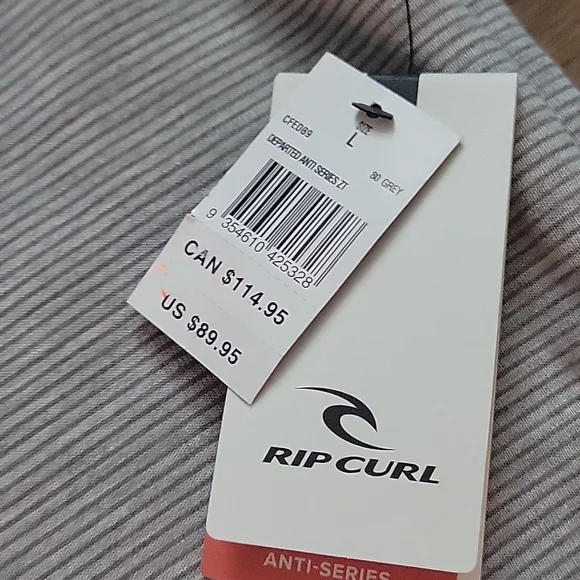 CFED89
SIZE
L
DEPARTED ANTI SERIES ZT
80 GREY
9 354610 425328
CAN $114.95
US $89.95
RIP CURL
ANTI-SERIES